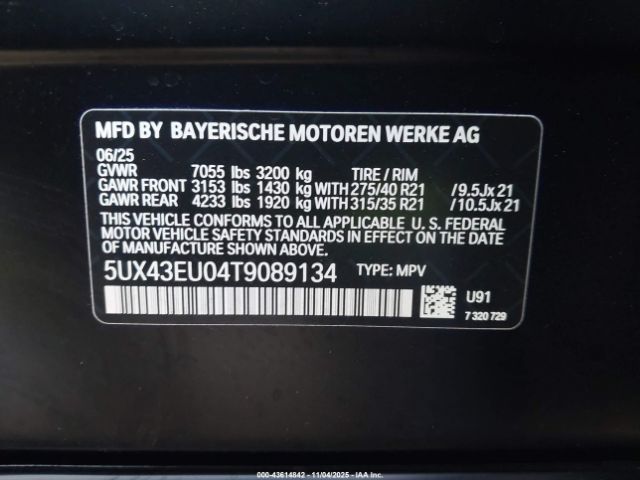 MFD BY BAYERISCHE MOTOREN WERKE AG
06/25
GVWR 7055 lbs 3200 kg TIRE / RIM
GAWR FRONT 3153 lbs 1430 kg WITH 275/40 R21 /9.5Jx21
GAWR REAR 4233 lbs 1920 kg WITH 315/35 R21 /10.5Jx21
THIS VEHICLE CONFORMS TO ALL APPLICABLE U. S. FEDERAL
MOTOR VEHICLE SAFETY STANDARDS IN EFFECT ON THE DATE
OF MANUFACTURE SHOWN ABOVE.
5UX43EU04T9089134 TYPE: MPV
U91
7 320 729
000-43614842 - 11/04/2025 - IAA Inc.